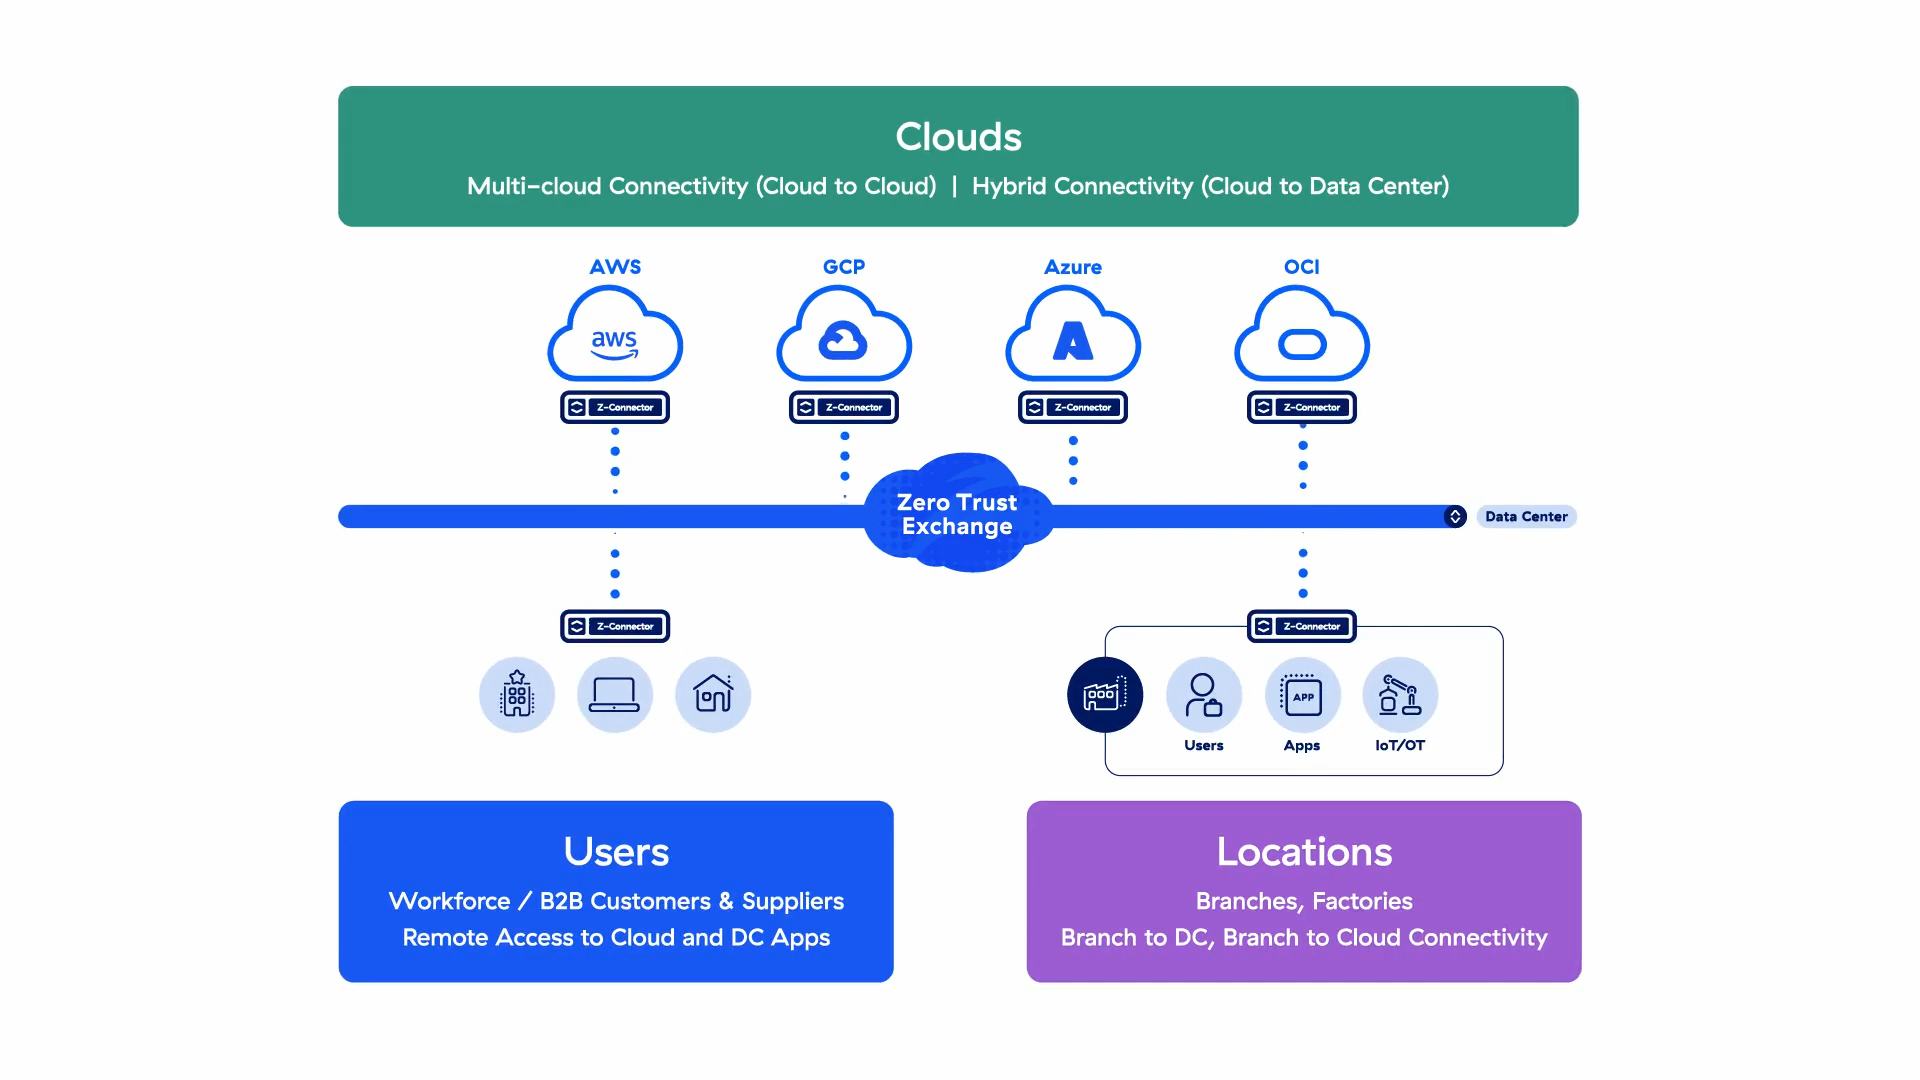 Clouds
Multi-cloud Connectivity (Cloud to Cloud) | Hybrid Connectivity (Cloud to Data Center)
AWS
GCP
Azure
OCI
aws
Z-Connector
Z-Connector
Z-Connector
Z-Connector
Zero Trust
Exchange
Data Center
Z-Connector
Z-Connector
APP
Users
Apps
IoT/OT
Users
Workforce / B2B Customers & Suppliers
Remote Access to Cloud and DC Apps
Locations
Branches, Factories
Branch to DC, Branch to Cloud Connectivity